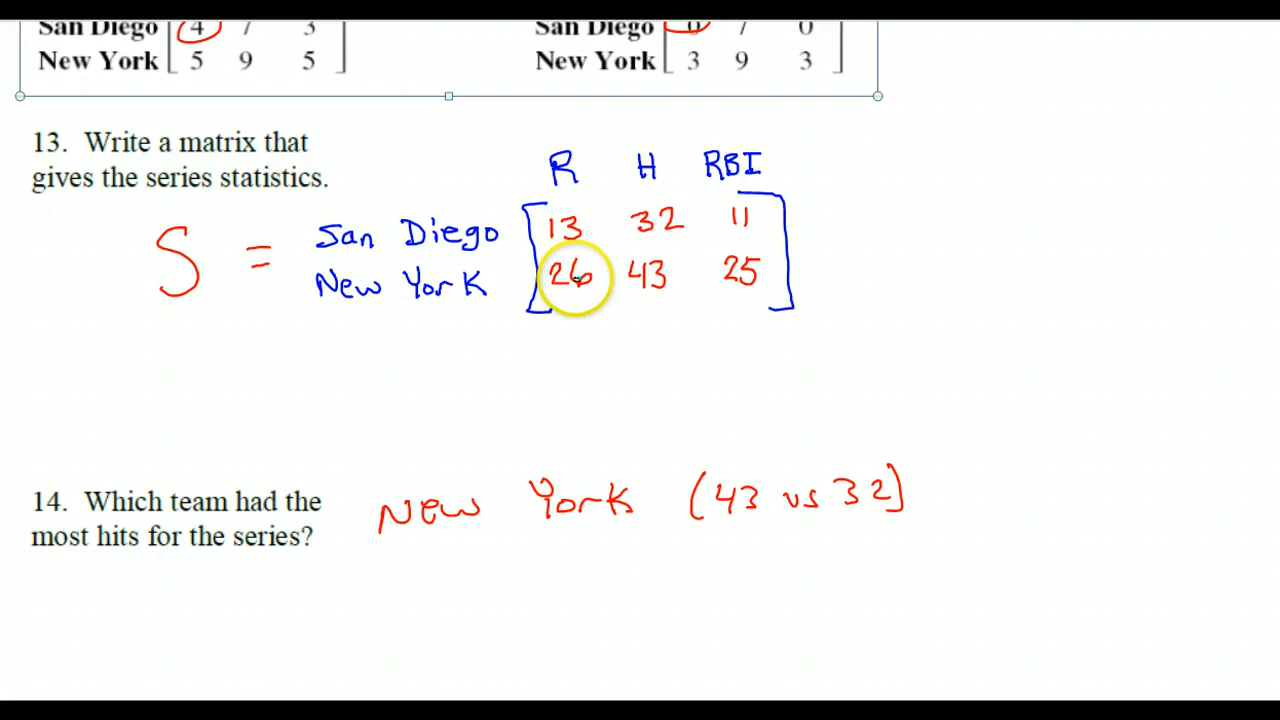 San Diego 4 7 3 San Diego 0 7 0
New York 5 9 5 New York 3 9 3
13. Write a matrix that
gives the series statistics.
R H RBI
S = San Diego 13 32 11
New York 26 43 25
14. Which team had the
most hits for the series?
New York (43 vs 32)